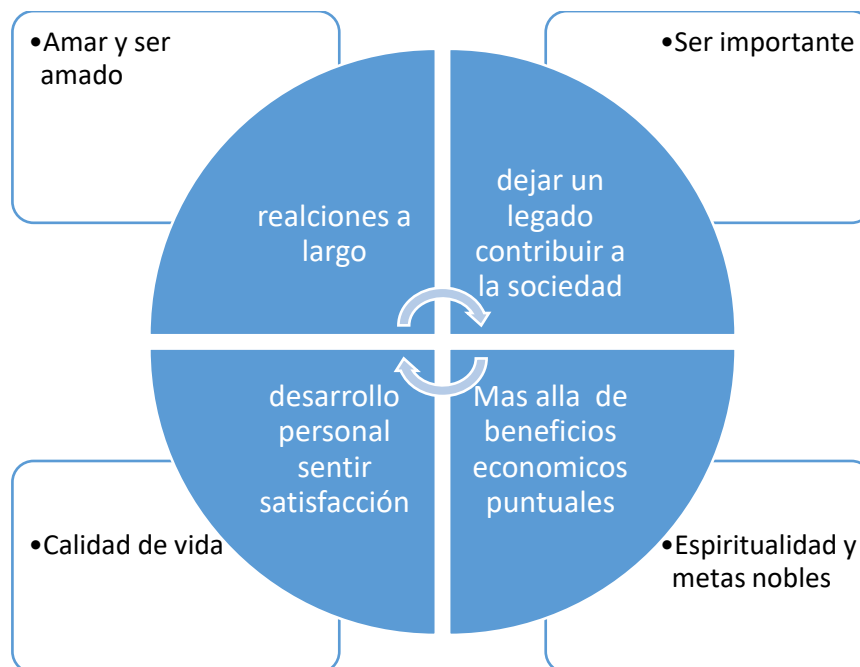 •Amar y ser
amado
•Ser importante
realciones a
largo
dejar un
legado
contribuir a
la sociedad
desarrollo
personal
sentir
satisfacción
Mas alla  de
beneficios
economicos
puntuales
•Calidad de vida
•Espiritualidad y
metas nobles